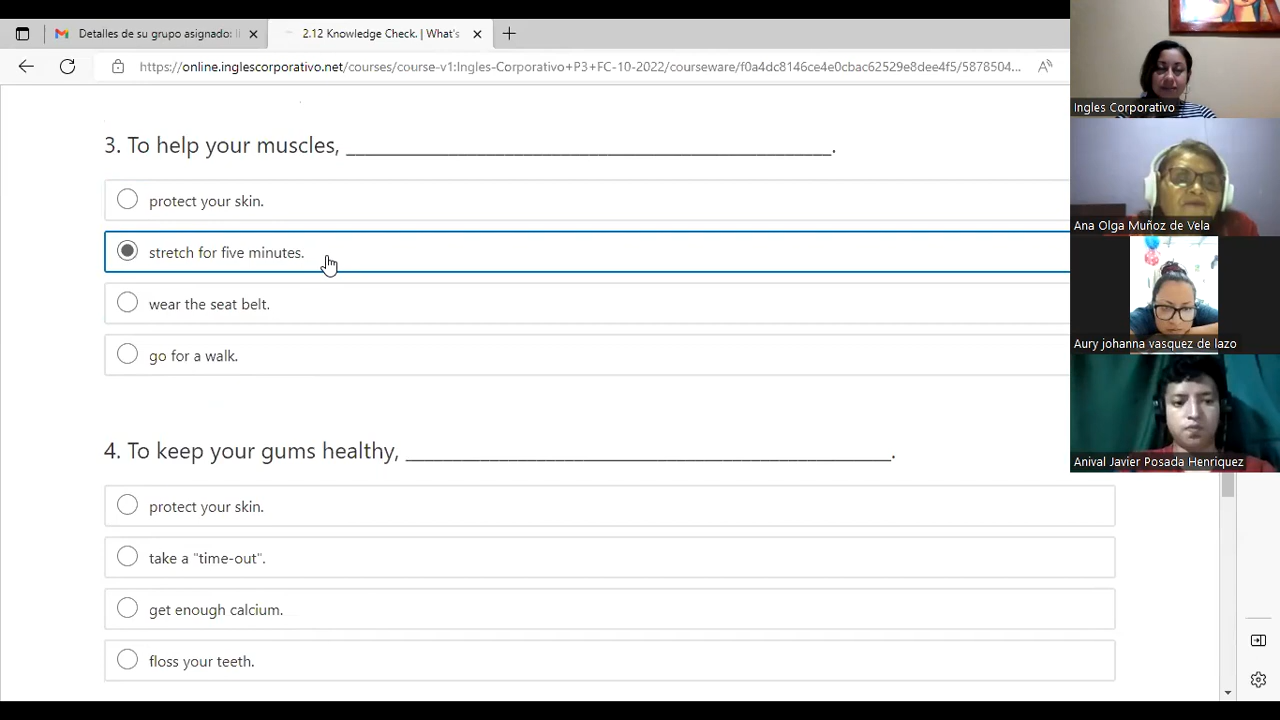 Detalles de su grupo asignado: I
2.12 Knowledge Check. | What's
https://online.inglescorporativo.net/courses/course-v1:Ingles-Corporativo+P3+FC-10-2022/courseware/f0a4dc8146ce4e0cbac62529e8dee4f5/5878504...
Ingles Corporativo
3. To help your muscles, ________________________________________.
protect your skin.
stretch for five minutes.
wear the seat belt.
go for a walk.
Ana Olga Muñoz de Vela
Aury johanna vasquez de lazo
Anival Javier Posada Henriquez
4. To keep your gums healthy, ________________________________________.
protect your skin.
take a "time-out".
get enough calcium.
floss your teeth.